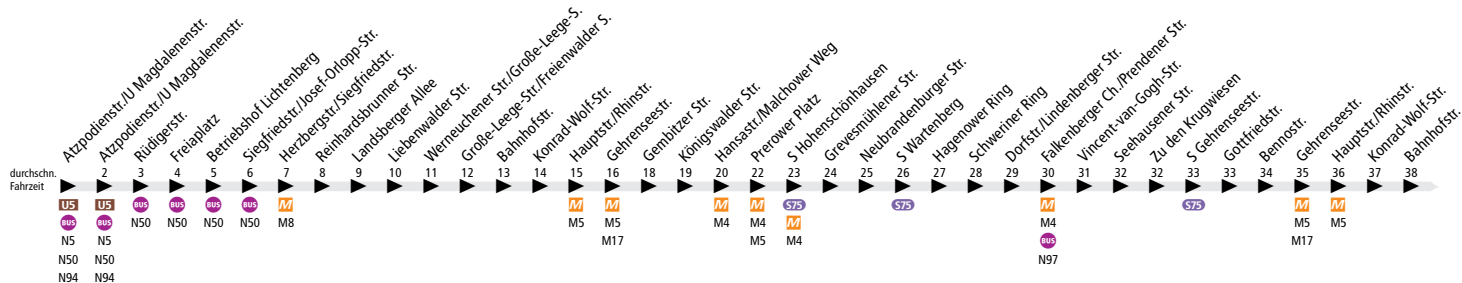 Atzpodienstr./U Magdalenenstr.
Atzpodienstr./U Magdalenenstr.
Rüdigerstr.
Freiaplatz
Betriebshof Lichtenberg
Siegfriedstr./Josef-Orlopp-Str.
Herzbergstr./Siegfriedstr.
Reinhardsbrunner Str.
Landsberger Allee
Liebenwalder Str.
Werneuchener Str./Große-Leege-S.
Große-Leege-Str./Freienwalder S.
Bahnhofstr.
Konrad-Wolf-Str.
Hauptstr./Rhinstr.
Gehrenseestr.
Gembitzer Str.
Königswalder Str.
Hansastr./Malchower Weg
Prerower Platz
S Hohenschönhausen
Grevesmühlener Str.
Neubrandenburger Str.
S Wartenberg
Hagenower Ring
Schweriner Ring
Dorfstr./Lindenberger Str.
Falkenberger Ch./Prendener Str.
Vincent-van-Gogh-Str.
Seehausener Str.
Zu den Krugwiesen
S Gehrenseestr.
Gottfriedstr.
Bennostr.
Gehrenseestr.
Hauptstr./Rhinstr.
Konrad-Wolf-Str.
Bahnhofstr.
durchschn. 2 3 4 5 6 7 8 9 10 11 12 13 14 15 16 18 19 20 22 23 24 25 26 27 28 29 30 31 32 32 33 33 34 35 36 37 38
Fahrzeit
U5 U5 BUS BUS BUS BUS M M M M M S75 S75 M S75 M M
BUS BUS N50 N50 N50 N50 M8 M5 M5 M4 M4 M M4 M5 M5
N5 N5 M17 M5 M4 BUS M17
N50 N50 N97
N94 N94